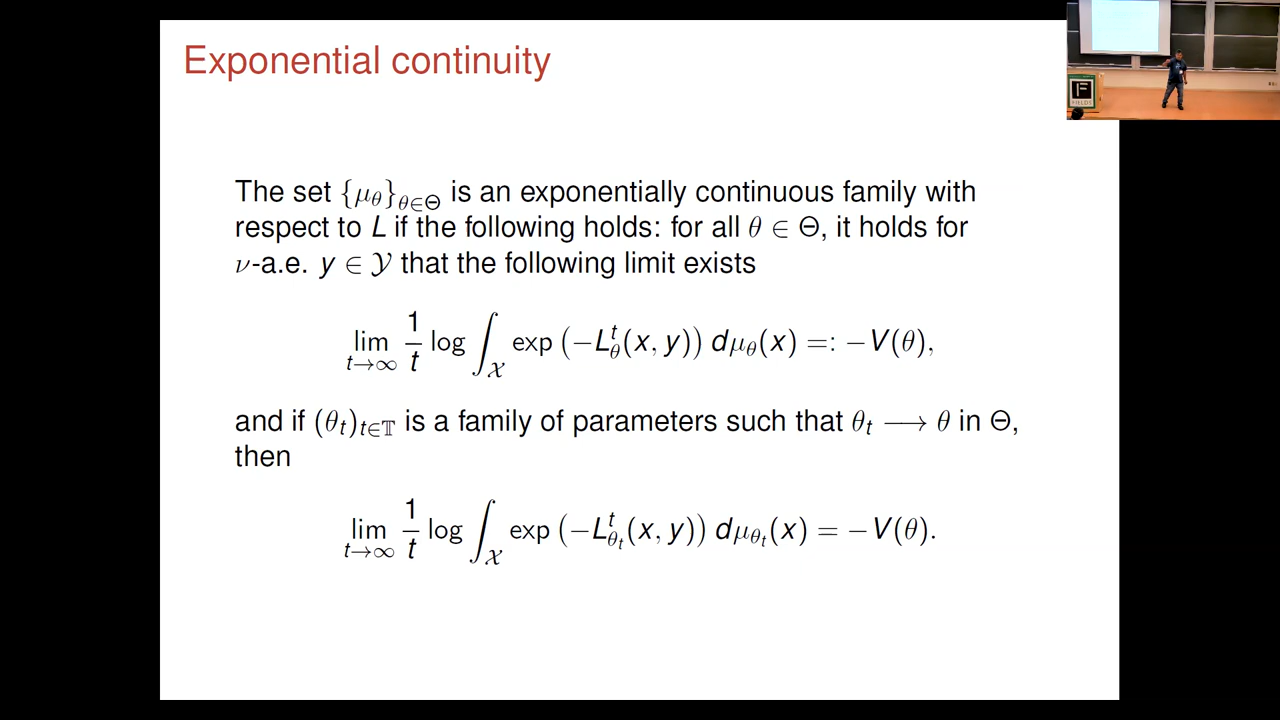 Exponential continuity
The set {μ_θ}_{θ∈Θ} is an exponentially continuous family with
respect to L if the following holds: for all θ ∈ Θ, it holds for
ν-a.e. y ∈ 𝒴 that the following limit exists
lim_{t→∞} 1/t log ∫_𝒳 exp (−L_θ^t(x, y)) dμ_θ(x) =: −V(θ),
and if (θ_t)_{t∈𝕋} is a family of parameters such that θ_t ⟶ θ in Θ,
then
lim_{t→∞} 1/t log ∫_𝒳 exp (−L_{θ_t}^t(x, y)) dμ_{θ_t}(x) = −V(θ).
F
FIELDS